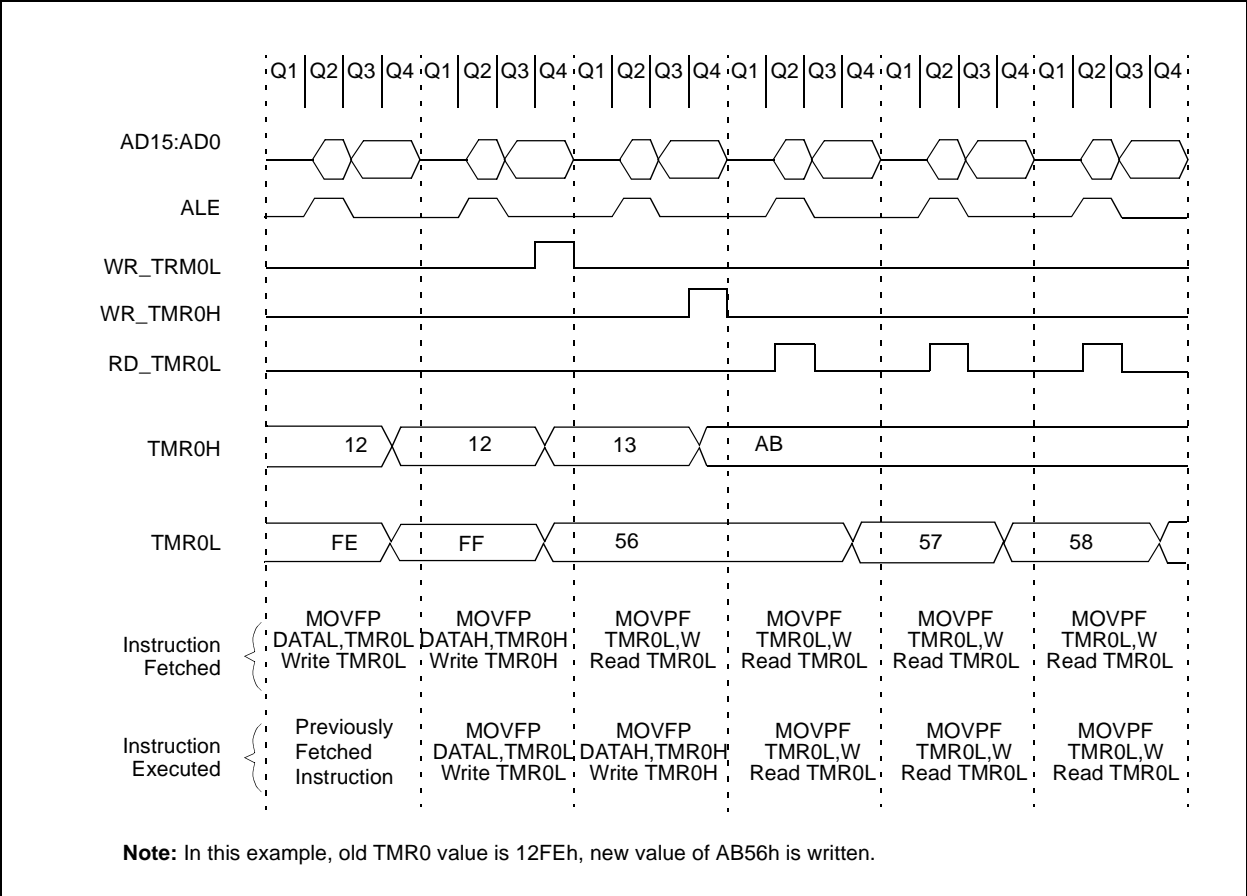 Q1 Q2 Q3 Q4 Q1 Q2 Q3 Q4 Q1 Q2 Q3 Q4 Q1 Q2 Q3 Q4 Q1 Q2 Q3 Q4 Q1 Q2 Q3 Q4
AD15:AD0
ALE
WR_TRM0L
WR_TMR0H
RD_TMR0L
TMR0H 12 12 13 AB
TMR0L FE FF 56 57 58
Instruction Fetched
MOVFP
DATAL,TMR0L
Write TMR0L
MOVFP
DATAH,TMR0H
Write TMR0H
MOVPF
TMR0L,W
Read TMR0L
MOVPF
TMR0L,W
Read TMR0L
MOVPF
TMR0L,W
Read TMR0L
MOVPF
TMR0L,W
Read TMR0L
Instruction
Executed
Previously
Fetched
Instruction
MOVFP
DATAL,TMR0L
Write TMR0L
MOVFP
DATAH,TMR0H
Write TMR0H
MOVPF
TMR0L,W
Read TMR0L
MOVPF
TMR0L,W
Read TMR0L
MOVPF
TMR0L,W
Read TMR0L
Note: In this example, old TMR0 value is 12FEh, new value of AB56h is written.